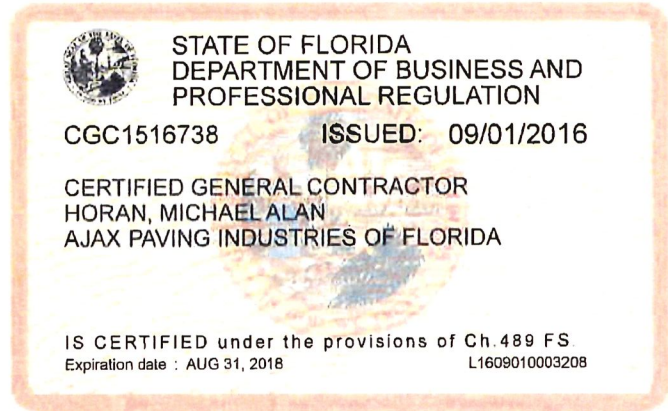 STATE OF FLORIDA
DEPARTMENT OF BUSINESS AND
PROFESSIONAL REGULATION
CGC1516738 ISSUED: 09/01/2016
CERTIFIED GENERAL CONTRACTOR
HORAN, MICHAEL ALAN
AJAX PAVING INDUSTRIES OF FLORIDA
IS CERTIFIED under the provisions of Ch.489 FS.
Expiration date : AUG 31, 2018 L1609010003208